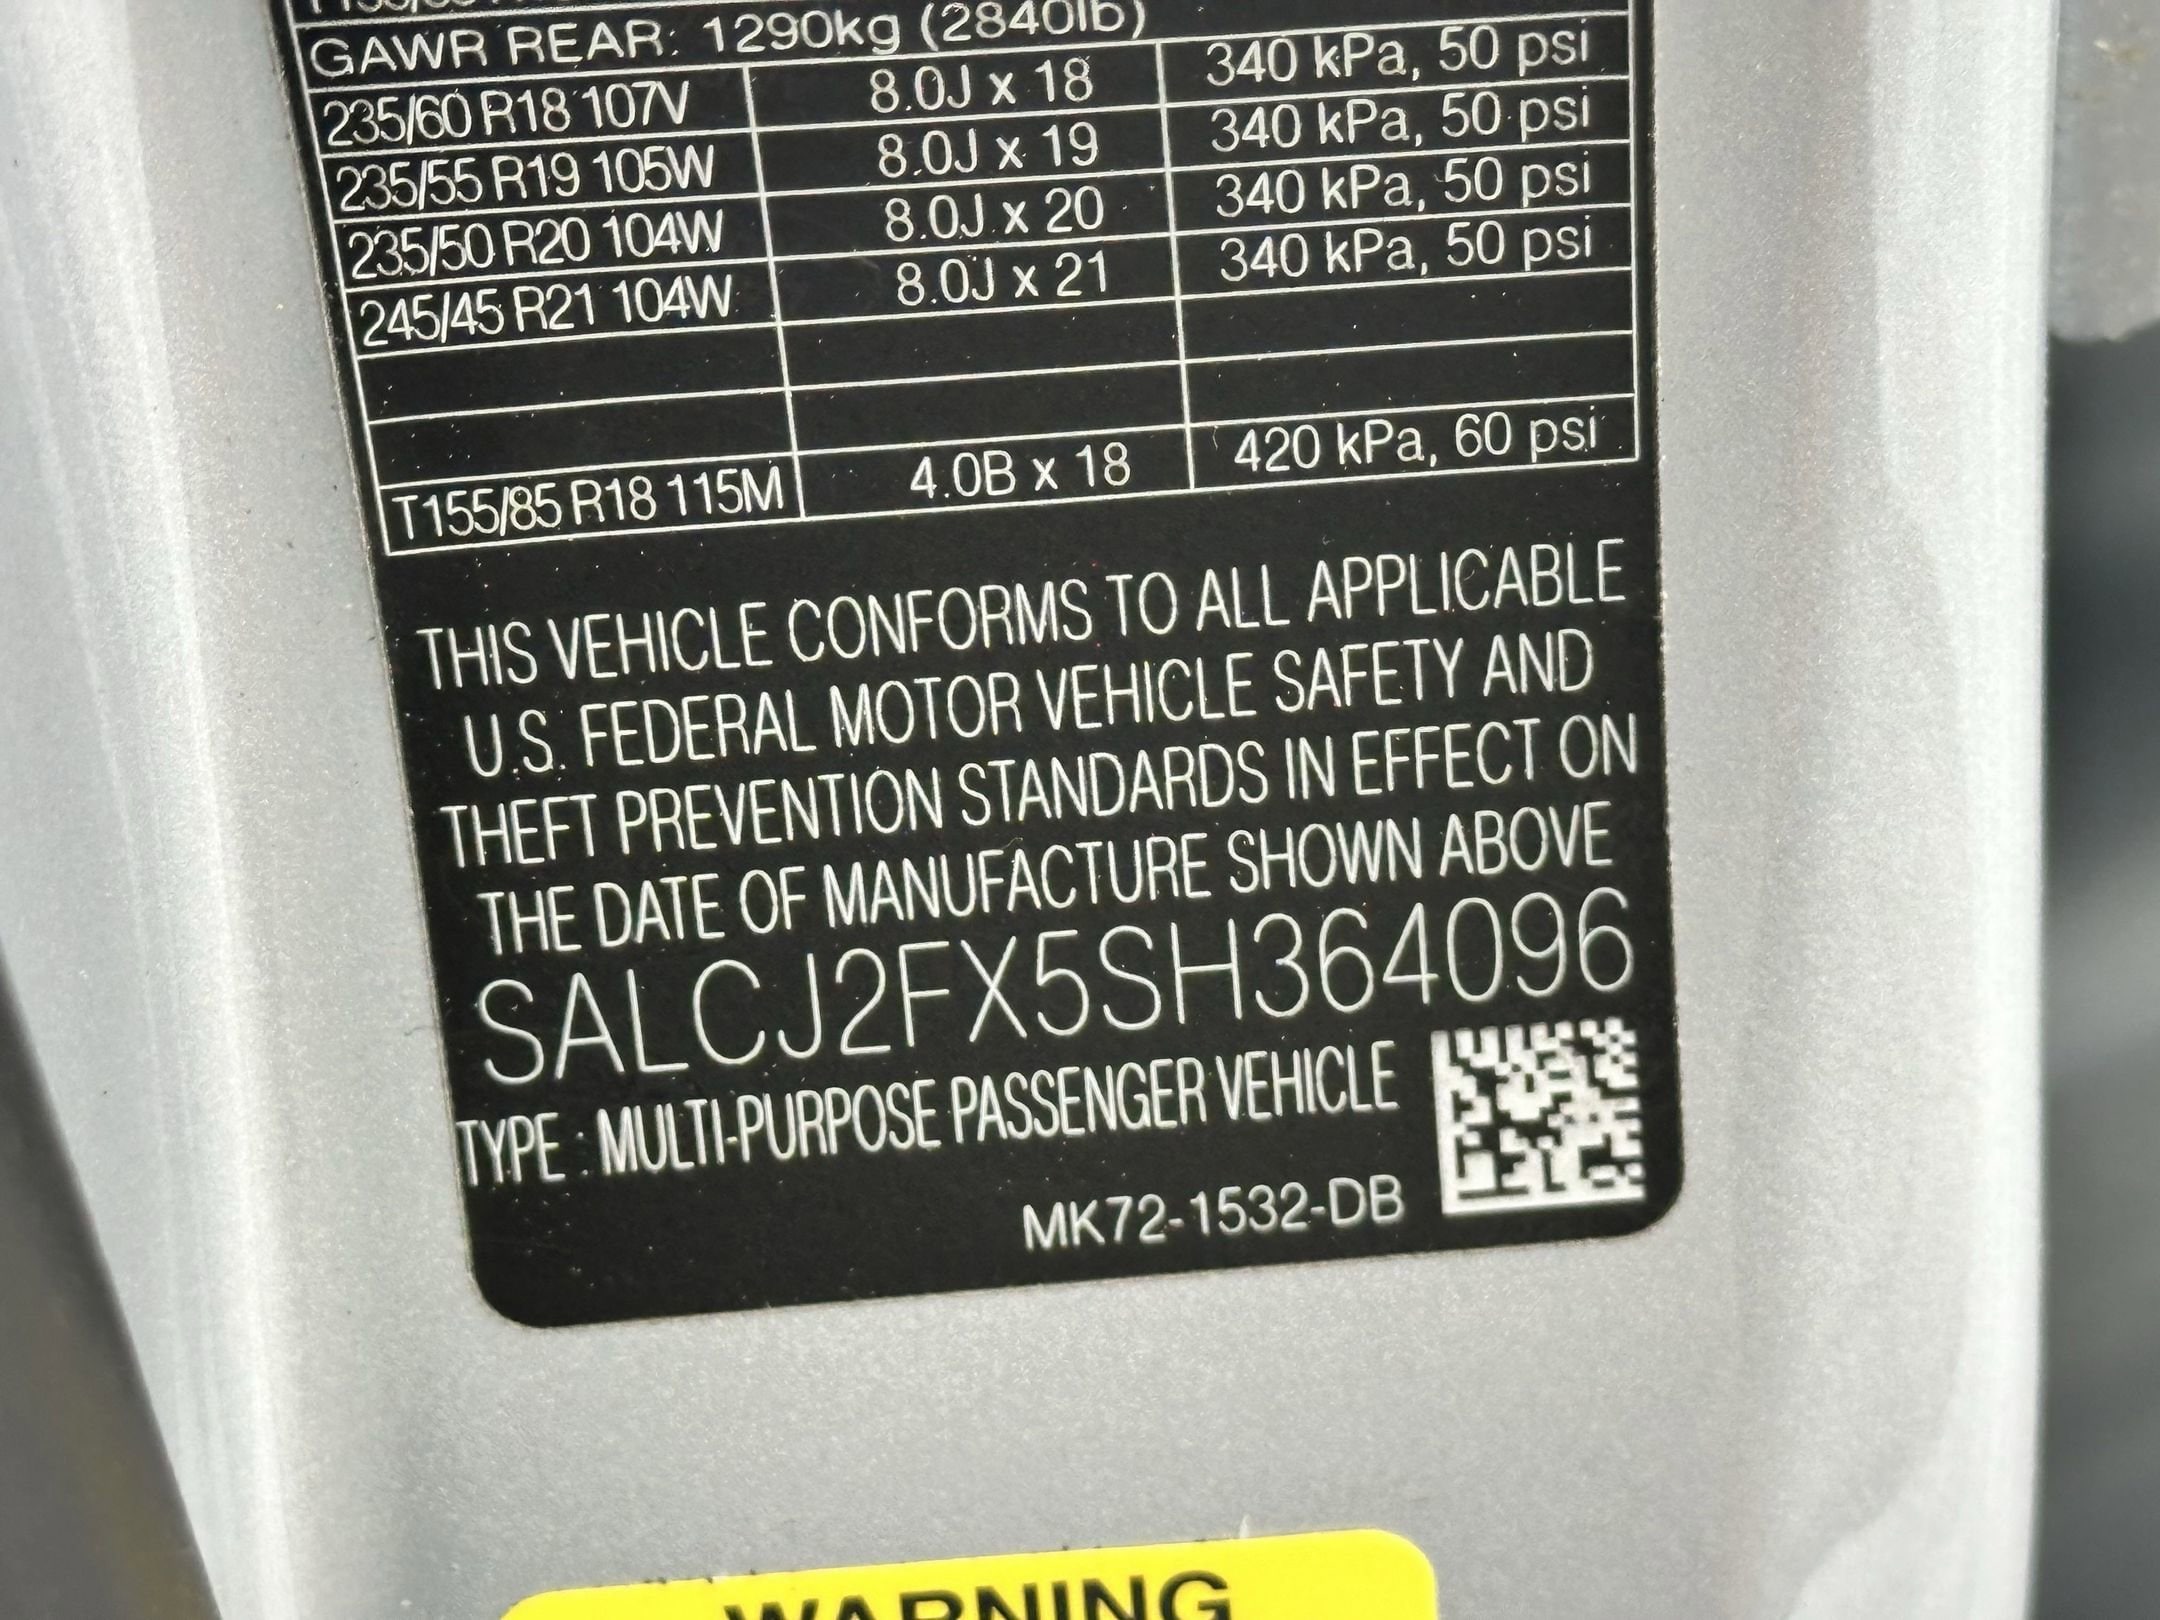 GAWR REAR: 1290kg (2840lb)
235/60 R18 107V 8.0J x 18 340 kPa, 50 psi
235/55 R19 105W 8.0J x 19 340 kPa, 50 psi
235/50 R20 104W 8.0J x 20 340 kPa, 50 psi
245/45 R21 104W 8.0J x 21 340 kPa, 50 psi
T155/85 R18 115M 4.0B x 18 420 kPa, 60 psi
THIS VEHICLE CONFORMS TO ALL APPLICABLE
U.S. FEDERAL MOTOR VEHICLE SAFETY AND
THEFT PREVENTION STANDARDS IN EFFECT ON
THE DATE OF MANUFACTURE SHOWN ABOVE
SALCJ2FX5SH364096
TYPE : MULTI-PURPOSE PASSENGER VEHICLE
MK72-1532-DB
WARNING